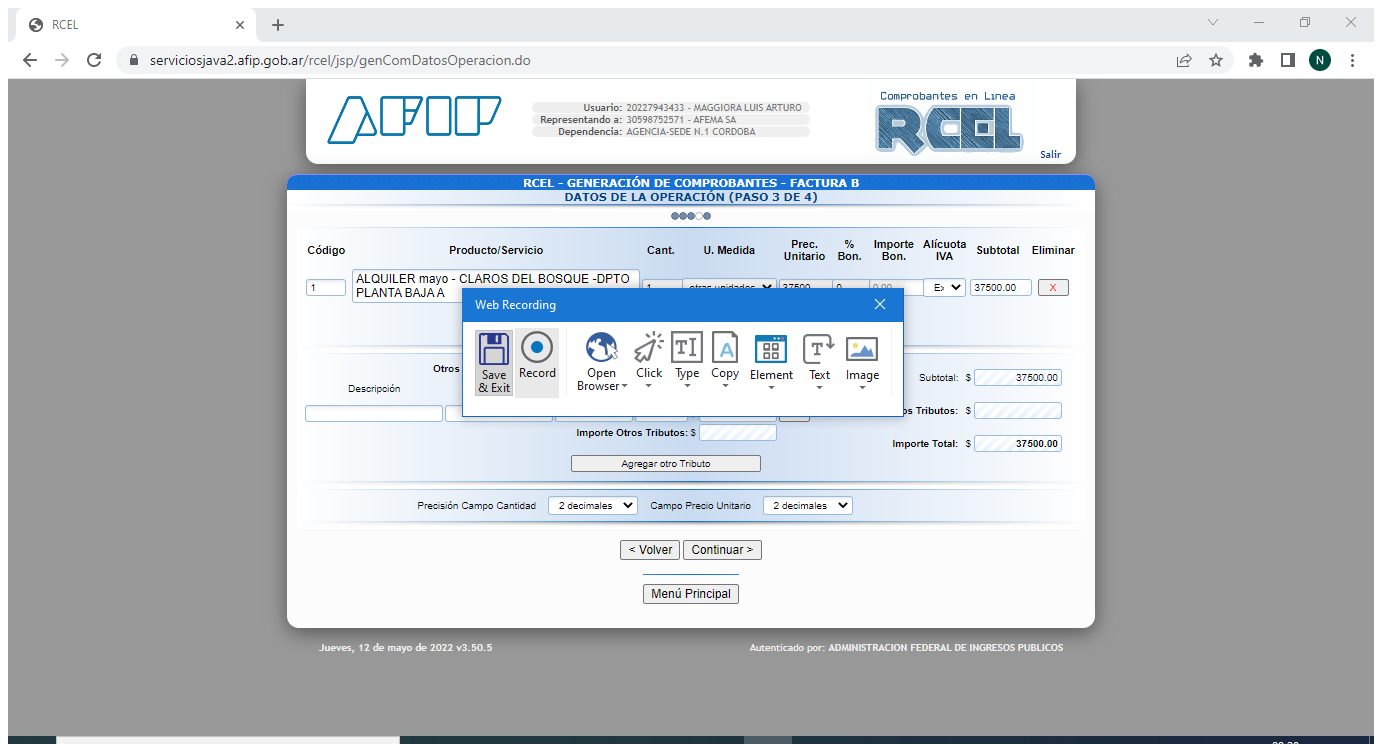 RCEL
serviciosjava2.afip.gob.ar/rcel/jsp/genComDatosOperacion.do
N
AFIP
Usuario: 20227943433 - MAGGIORA LUIS ARTURO
Representando a: 30598752571 - AFEMA SA
Dependencia: AGENCIA-SEDE N.1 CORDOBA
Comprobantes en Linea
RCEL
Salir
RCEL - GENERACIÓN DE COMPROBANTES - FACTURA B
DATOS DE LA OPERACIÓN (PASO 3 DE 4)
Código Producto/Servicio Cant. U. Medida Prec. Unitario % Bon. Importe Bon. Alícuota IVA Subtotal Eliminar
1 ALQUILER mayo - CLAROS DEL BOSQUE -DPTO
PLANTA BAJA A
1 otras unidades 37500 0 0.00 Ex 37500.00 X
Web Recording
Save & Exit
Record
Open Browser
Click
Type
Copy
Element
Text
Image
Otros
Descripción
Subtotal: $ 37500.00
os Tributos: $
Importe Otros Tributos: $
Importe Total: $ 37500.00
Agregar otro Tributo
Precisión Campo Cantidad 2 decimales Campo Precio Unitario 2 decimales
< Volver Continuar >
Menú Principal
Jueves, 12 de mayo de 2022 v3.50.5
Autenticado por: ADMINISTRACION FEDERAL DE INGRESOS PUBLICOS